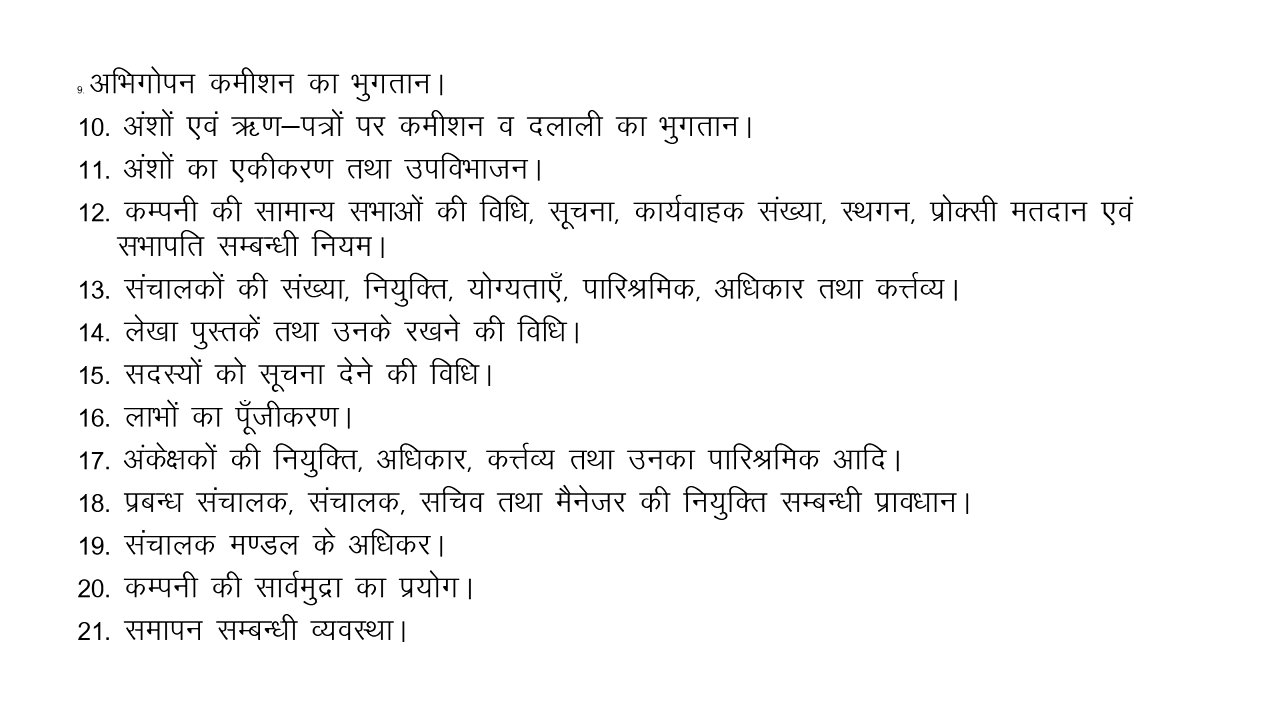 9. अभिगोपन कमीशन का भुगतान।
10. अंशों एवं ऋण–पत्रों पर कमीशन व दलाली का भुगतान।
11. अंशों का एकीकरण तथा उपविभाजन।
12. कम्पनी की सामान्य सभाओं की विधि, सूचना, कार्यवाहक संख्या, स्थगन, प्रोक्सी मतदान एवं
सभापति सम्बन्धी नियम।
13. संचालकों की संख्या, नियुक्ति, योग्यताएँ, पारिश्रमिक, अधिकार तथा कर्त्तव्य।
14. लेखा पुस्तकें तथा उनके रखने की विधि।
15. सदस्यों को सूचना देने की विधि।
16. लाभों का पूँजीकरण।
17. अंकेक्षकों की नियुक्ति, अधिकार, कर्त्तव्य तथा उनका पारिश्रमिक आदि।
18. प्रबन्ध संचालक, संचालक, सचिव तथा मैनेजर की नियुक्ति सम्बन्धी प्रावधान।
19. संचालक मण्डल के अधिकर।
20. कम्पनी की सार्वमुद्रा का प्रयोग।
21. समापन सम्बन्धी व्यवस्था।